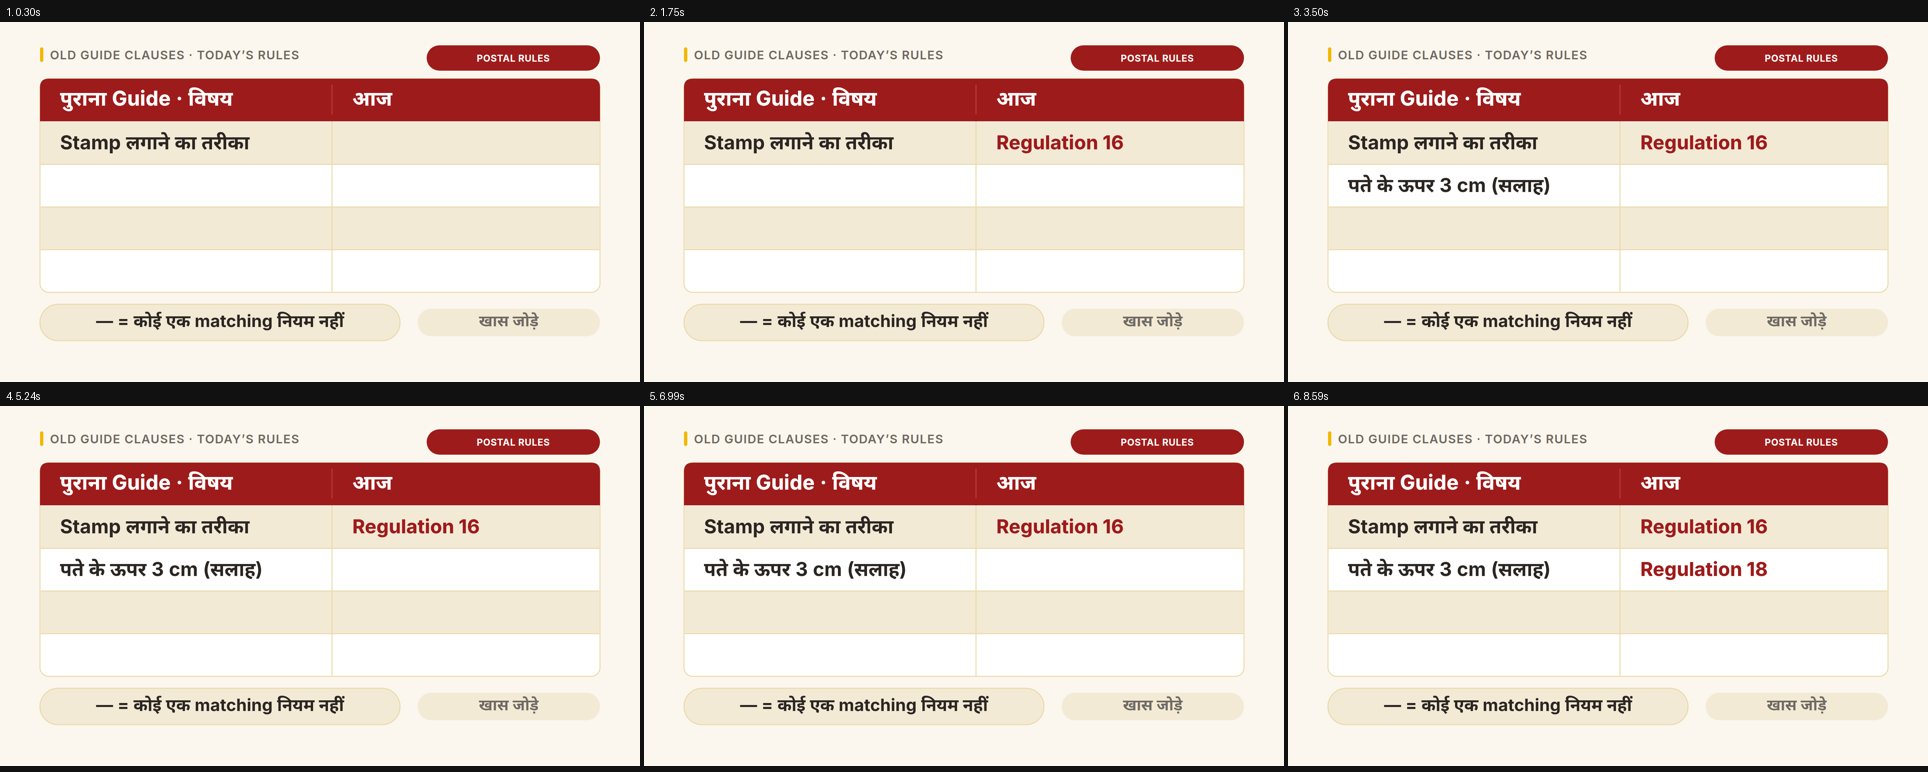 1. 0.30s
OLD GUIDE CLAUSES · TODAY’S RULES
POSTAL RULES
पुराना Guide · विषय
आज
Stamp लगाने का तरीका
— = कोई एक matching नियम नहीं
खास जोड़े
2. 1.75s
OLD GUIDE CLAUSES · TODAY’S RULES
POSTAL RULES
पुराना Guide · विषय
आज
Stamp लगाने का तरीका
Regulation 16
— = कोई एक matching नियम नहीं
खास जोड़े
3. 3.50s
OLD GUIDE CLAUSES · TODAY’S RULES
POSTAL RULES
पुराना Guide · विषय
आज
Stamp लगाने का तरीका
Regulation 16
पते के ऊपर 3 cm (सलाह)
— = कोई एक matching नियम नहीं
खास जोड़े
4. 5.24s
OLD GUIDE CLAUSES · TODAY’S RULES
POSTAL RULES
पुराना Guide · विषय
आज
Stamp लगाने का तरीका
Regulation 16
पते के ऊपर 3 cm (सलाह)
— = कोई एक matching नियम नहीं
खास जोड़े
5. 6.99s
OLD GUIDE CLAUSES · TODAY’S RULES
POSTAL RULES
पुराना Guide · विषय
आज
Stamp लगाने का तरीका
Regulation 16
पते के ऊपर 3 cm (सलाह)
— = कोई एक matching नियम नहीं
खास जोड़े
6. 8.59s
OLD GUIDE CLAUSES · TODAY’S RULES
POSTAL RULES
पुराना Guide · विषय
आज
Stamp लगाने का तरीका
Regulation 16
पते के ऊपर 3 cm (सलाह)
Regulation 18
— = कोई एक matching नियम नहीं
खास जोड़े